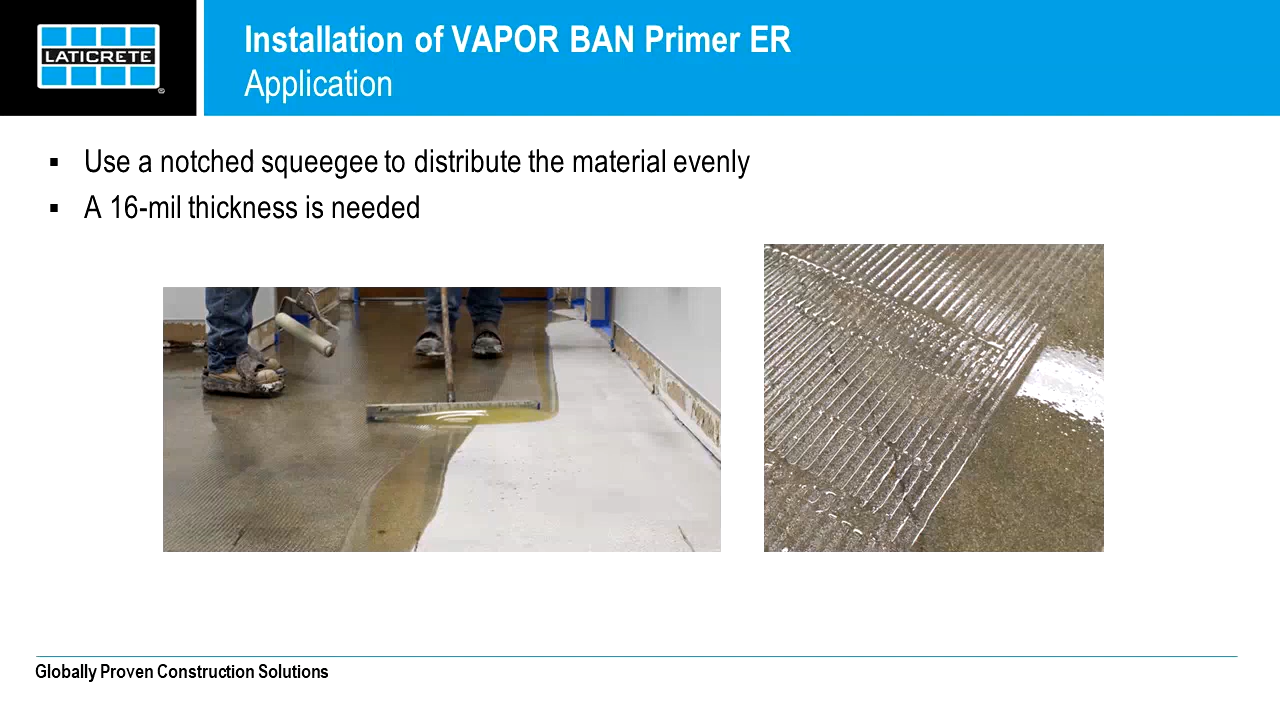 LATICRETE
®
Installation of VAPOR BAN Primer ER
Application
▪ Use a notched squeegee to distribute the material evenly
▪ A 16-mil thickness is needed
Globally Proven Construction Solutions